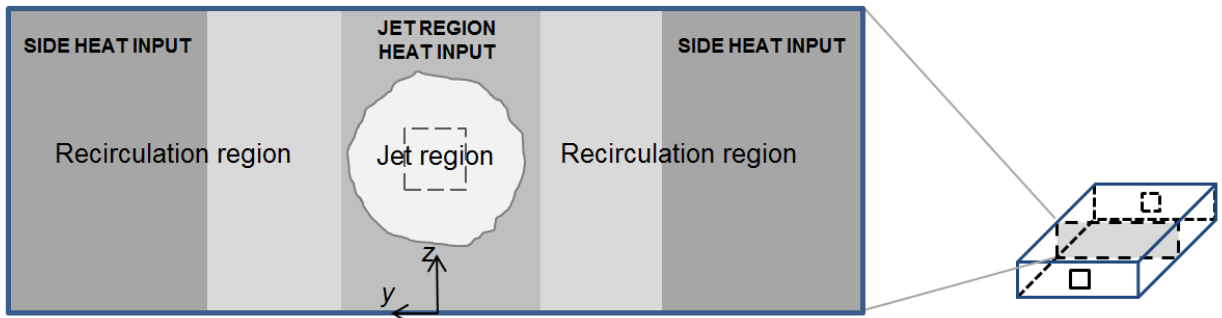 SIDE HEAT INPUT
JET REGION
HEAT INPUT
SIDE HEAT INPUT
Recirculation region
Jet region
Recirculation region
z
y